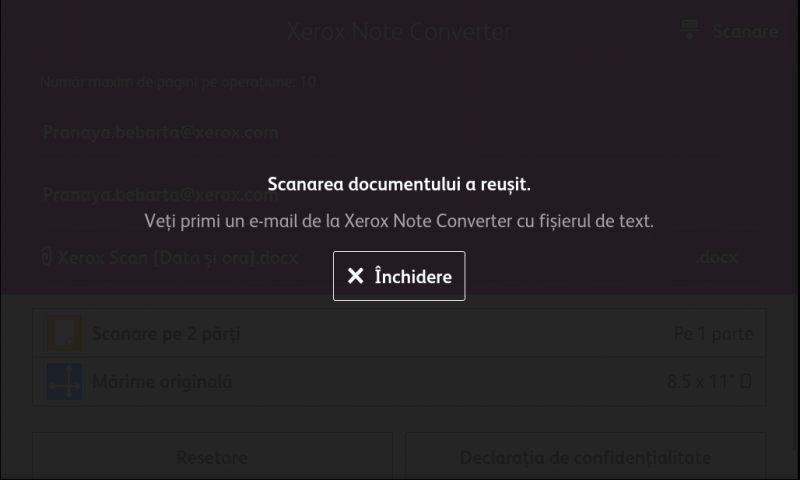 Xerox Note Converter
Scanare
Număr maxim de pagini pe operațiune: 10
Pranaya.bebarta@xerox.com
Scanarea documentului a reușit.
Pranaya.bebarta@xerox.com
Veți primi un e-mail de la Xerox Note Converter cu fișierul de text.
Xerox Scan [Data și ora].docx
.docx
Închidere
Scanare pe 2 părți
Pe 1 parte
Mărime originală
8.5 x 11"
Resetare
Declarația de confidențialitate